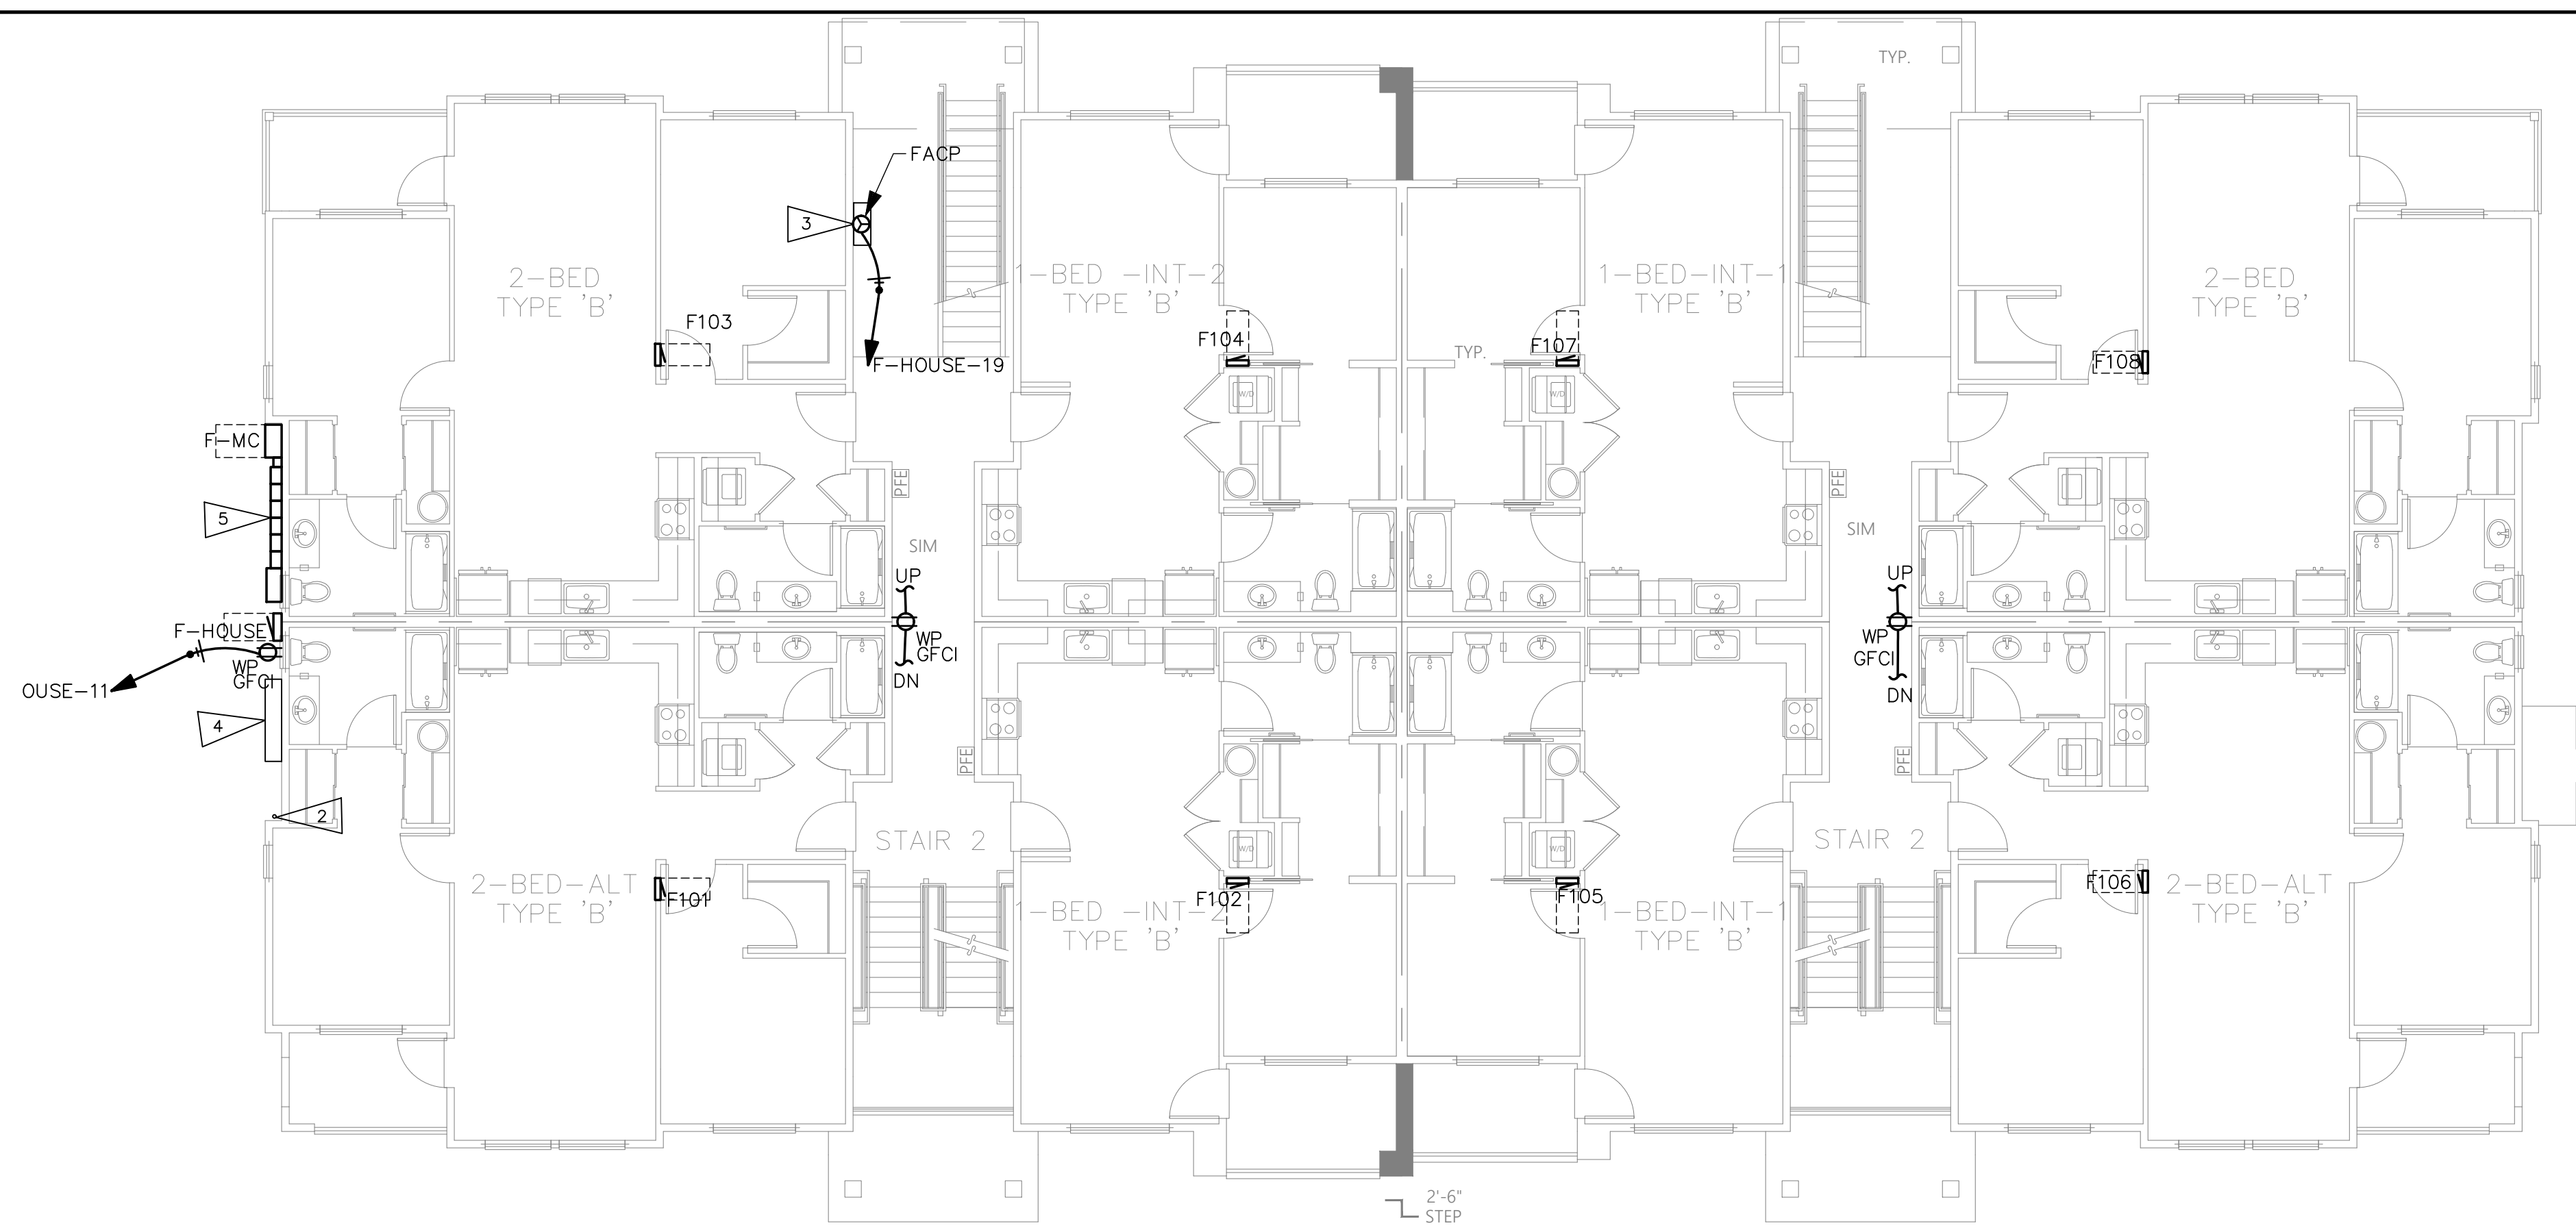 TYP.
FACP
3
2-BED
TYPE 'B'
1-BED -INT-2
TYPE 'B'
1-BED-INT-1
TYPE 'B'
2-BED
TYPE 'B'
F103
F-HOUSE-19
F104
F107
TYP.
F108
W/D
W/D
F-MC
5
PFE
PFE
SIM
SIM
UP
UP
F-HOUSE
WP
GFCI
WP
GFCI
WP
GFCI
DN
DN
OUSE-11
4
PFE
PFE
2
STAIR 2
STAIR 2
W/D
W/D
2-BED-ALT
TYPE 'B'
F101
F102
1-BED -INT-2
TYPE 'B'
F105
1-BED-INT-1
TYPE 'B'
F106
2-BED-ALT
TYPE 'B'
2'-6"
STEP